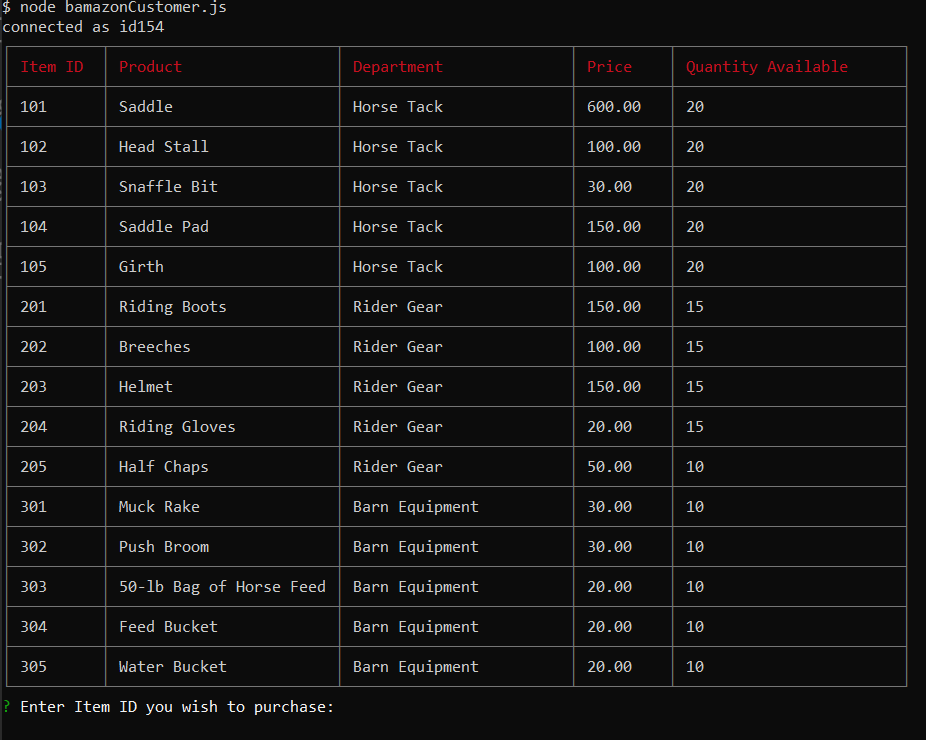 $ node bamazonCustomer.js
connected as id154
Item ID Product Department Price Quantity Available
101 Saddle Horse Tack 600.00 20
102 Head Stall Horse Tack 100.00 20
103 Snaffle Bit Horse Tack 30.00 20
104 Saddle Pad Horse Tack 150.00 20
105 Girth Horse Tack 100.00 20
201 Riding Boots Rider Gear 150.00 15
202 Breeches Rider Gear 100.00 15
203 Helmet Rider Gear 150.00 15
204 Riding Gloves Rider Gear 20.00 15
205 Half Chaps Rider Gear 50.00 10
301 Muck Rake Barn Equipment 30.00 10
302 Push Broom Barn Equipment 30.00 10
303 50-lb Bag of Horse Feed Barn Equipment 20.00 10
304 Feed Bucket Barn Equipment 20.00 10
305 Water Bucket Barn Equipment 20.00 10
? Enter Item ID you wish to purchase: